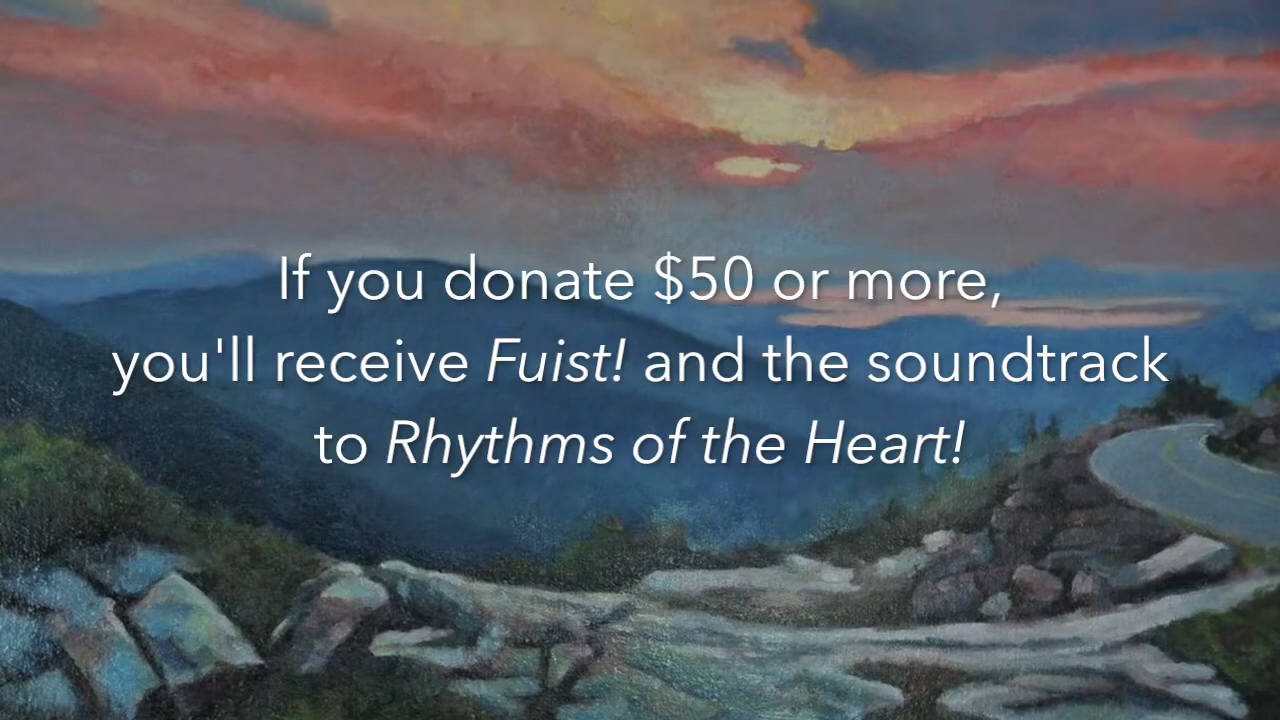 If you donate $50 or more,
you'll receive Fuist! and the soundtrack
to Rhythms of the Heart!